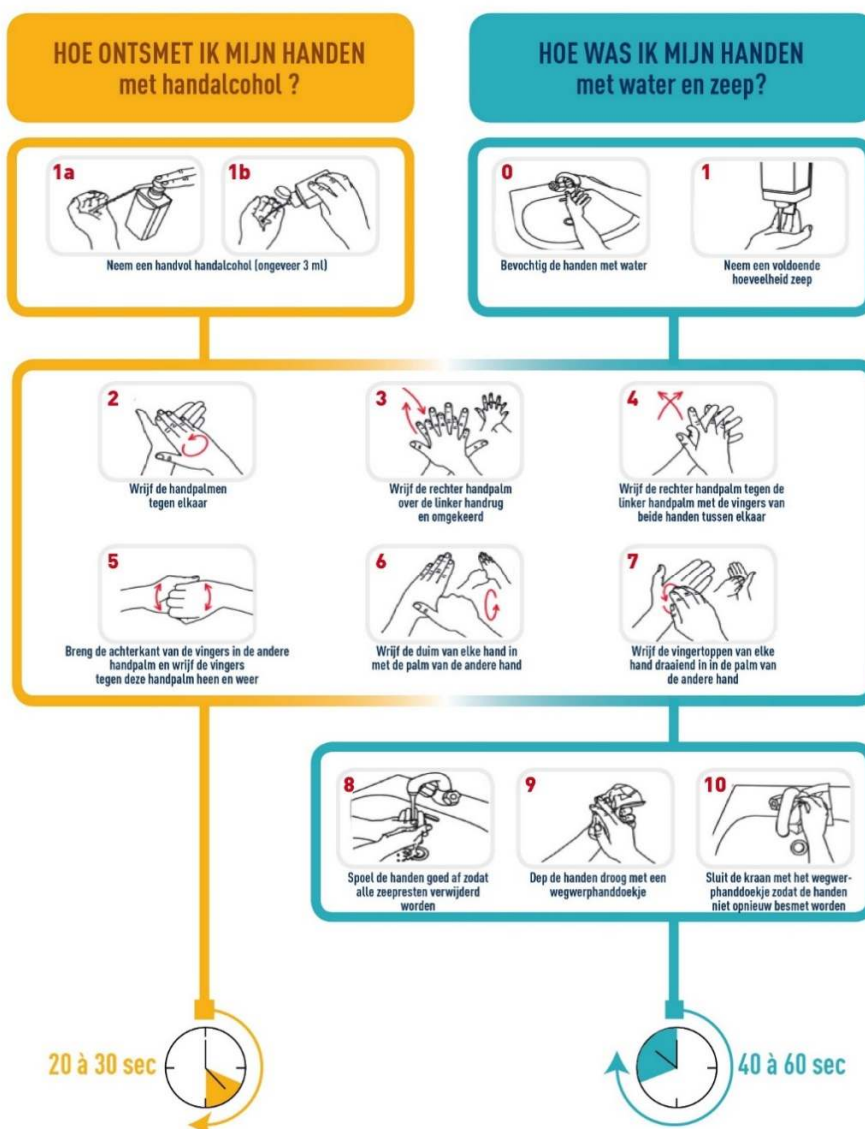 HOE ONTSMET IK MIJN HANDEN
met handalcohol ?
HOE WAS IK MIJN HANDEN
met water en zeep?
1a
1b
Neem een handvol handalcohol (ongeveer 3 ml)
0
Bevochtig de handen met water
1
Neem een voldoende
hoeveelheid zeep
2
Wrijf de handpalmen
tegen elkaar
3
Wrijf de rechter handpalm
over de linker handrug
en omgekeerd
4
Wrijf de rechter handpalm tegen de
linker handpalm met de vingers van
beide handen tussen elkaar
5
Breng de achterkant van de vingers in de andere
handpalm en wrijf de vingers
tegen deze handpalm heen en weer
6
Wrijf de duim van elke hand in
met de palm van de andere hand
7
Wrijf de vingertoppen van elke
hand draaiend in in de palm van
de andere hand
8
Spoel de handen goed af zodat
alle zeepresten verwijderd
worden
9
Dep de handen droog met een
wegwerphanddoekje
10
Sluit de kraan met het wegwer-
phanddoekje zodat de handen
niet opnieuw besmet worden
20 à 30 sec
40 à 60 sec